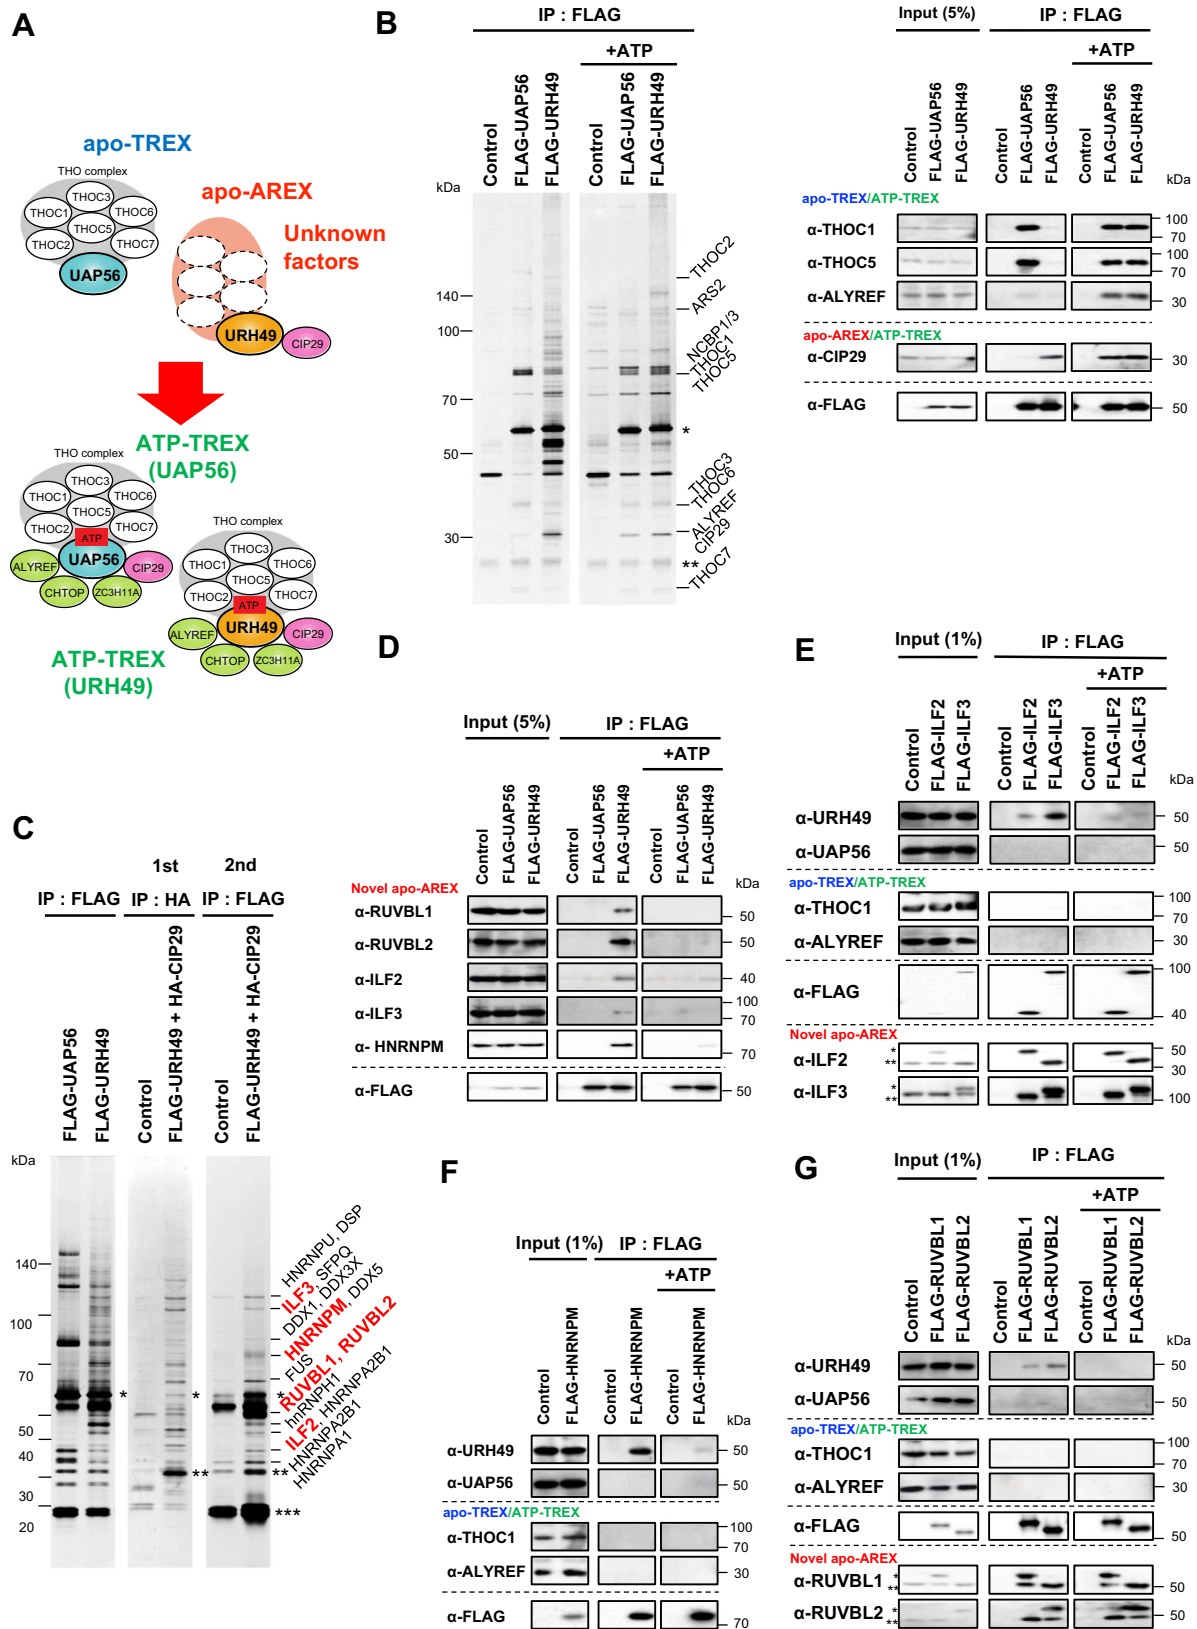 A
apo-TREX
THO complex
THOC3
THOC1
THOC6
THOC5
THOC2
THOC7
UAP56
apo-AREX
Unknown
factors
URH49
CIP29
ATP-TREX
(UAP56)
THO complex
THOC3
THOC1
THOC6
THOC5
THOC2
THOC7
ATP
UAP56
ALYREF
CIP29
CHTOP
ZC3H11A
THO complex
THOC3
THOC1
THOC6
THOC5
THOC2
THOC7
ATP
URH49
ALYREF
CIP29
CHTOP
ZC3H11A
ATP-TREX
(URH49)
B
IP : FLAG
+ATP
Control
FLAG-UAP56
FLAG-URH49
Control
FLAG-UAP56
FLAG-URH49
kDa
140
100
70
50
30
THOC2
ARS2
NCBP1/3
THOC1
THOC5
*
THOC3
THOC6
ALYREF
CIP29
**
THOC7
Input (5%)
IP : FLAG
+ATP
Control
FLAG-UAP56
FLAG-URH49
Control
FLAG-UAP56
FLAG-URH49
Control
FLAG-UAP56
FLAG-URH49
kDa
apo-TREX/ATP-TREX
α-THOC1
100
70
α-THOC5
100
70
α-ALYREF
30
apo-AREX/ATP-TREX
α-CIP29
30
α-FLAG
50
C
1st
2nd
IP : FLAG
IP : HA
IP : FLAG
FLAG-UAP56
FLAG-URH49
Control
FLAG-URH49 + HA-CIP29
Control
FLAG-URH49 + HA-CIP29
kDa
140
100
70
50
40
30
20
*
*
**
*
**
***
HNRNPU, DSP
ILF3, SFPQ
DDX1, DDX3X
HNRNPM, DDX5
FUS
RUVBL1, RUVBL2
hnRNPH1
ILF2, HNRNPA2B1
HNRNPA2B1
HNRNPA1
D
Input (5%)
IP : FLAG
+ATP
Control
FLAG-UAP56
FLAG-URH49
Control
FLAG-UAP56
FLAG-URH49
Control
FLAG-UAP56
FLAG-URH49
Novel apo-AREX
kDa
α-RUVBL1
50
α-RUVBL2
50
α-ILF2
40
α-ILF3
100
70
α- HNRNPM
70
α-FLAG
50
E
Input (1%)
IP : FLAG
+ATP
Control
FLAG-ILF2
FLAG-ILF3
Control
FLAG-ILF2
FLAG-ILF3
Control
FLAG-ILF2
FLAG-ILF3
kDa
α-URH49
50
α-UAP56
50
apo-TREX/ATP-TREX
α-THOC1
100
70
α-ALYREF
30
α-FLAG
100
40
Novel apo-AREX
α-ILF2
*
**
50
30
α-ILF3
*
**
100
F
Input (1%)
IP : FLAG
+ATP
Control
FLAG-HNRNPM
Control
FLAG-HNRNPM
Control
FLAG-HNRNPM
kDa
α-URH49
50
α-UAP56
50
apo-TREX/ATP-TREX
α-THOC1
100
70
α-ALYREF
30
α-FLAG
70
G
Input (1%)
IP : FLAG
+ATP
Control
FLAG-RUVBL1
FLAG-RUVBL2
Control
FLAG-RUVBL1
FLAG-RUVBL2
Control
FLAG-RUVBL1
FLAG-RUVBL2
kDa
α-URH49
50
α-UAP56
50
apo-TREX/ATP-TREX
α-THOC1
100
70
α-ALYREF
30
α-FLAG
50
Novel apo-AREX
α-RUVBL1
*
**
50
α-RUVBL2
*
**
50